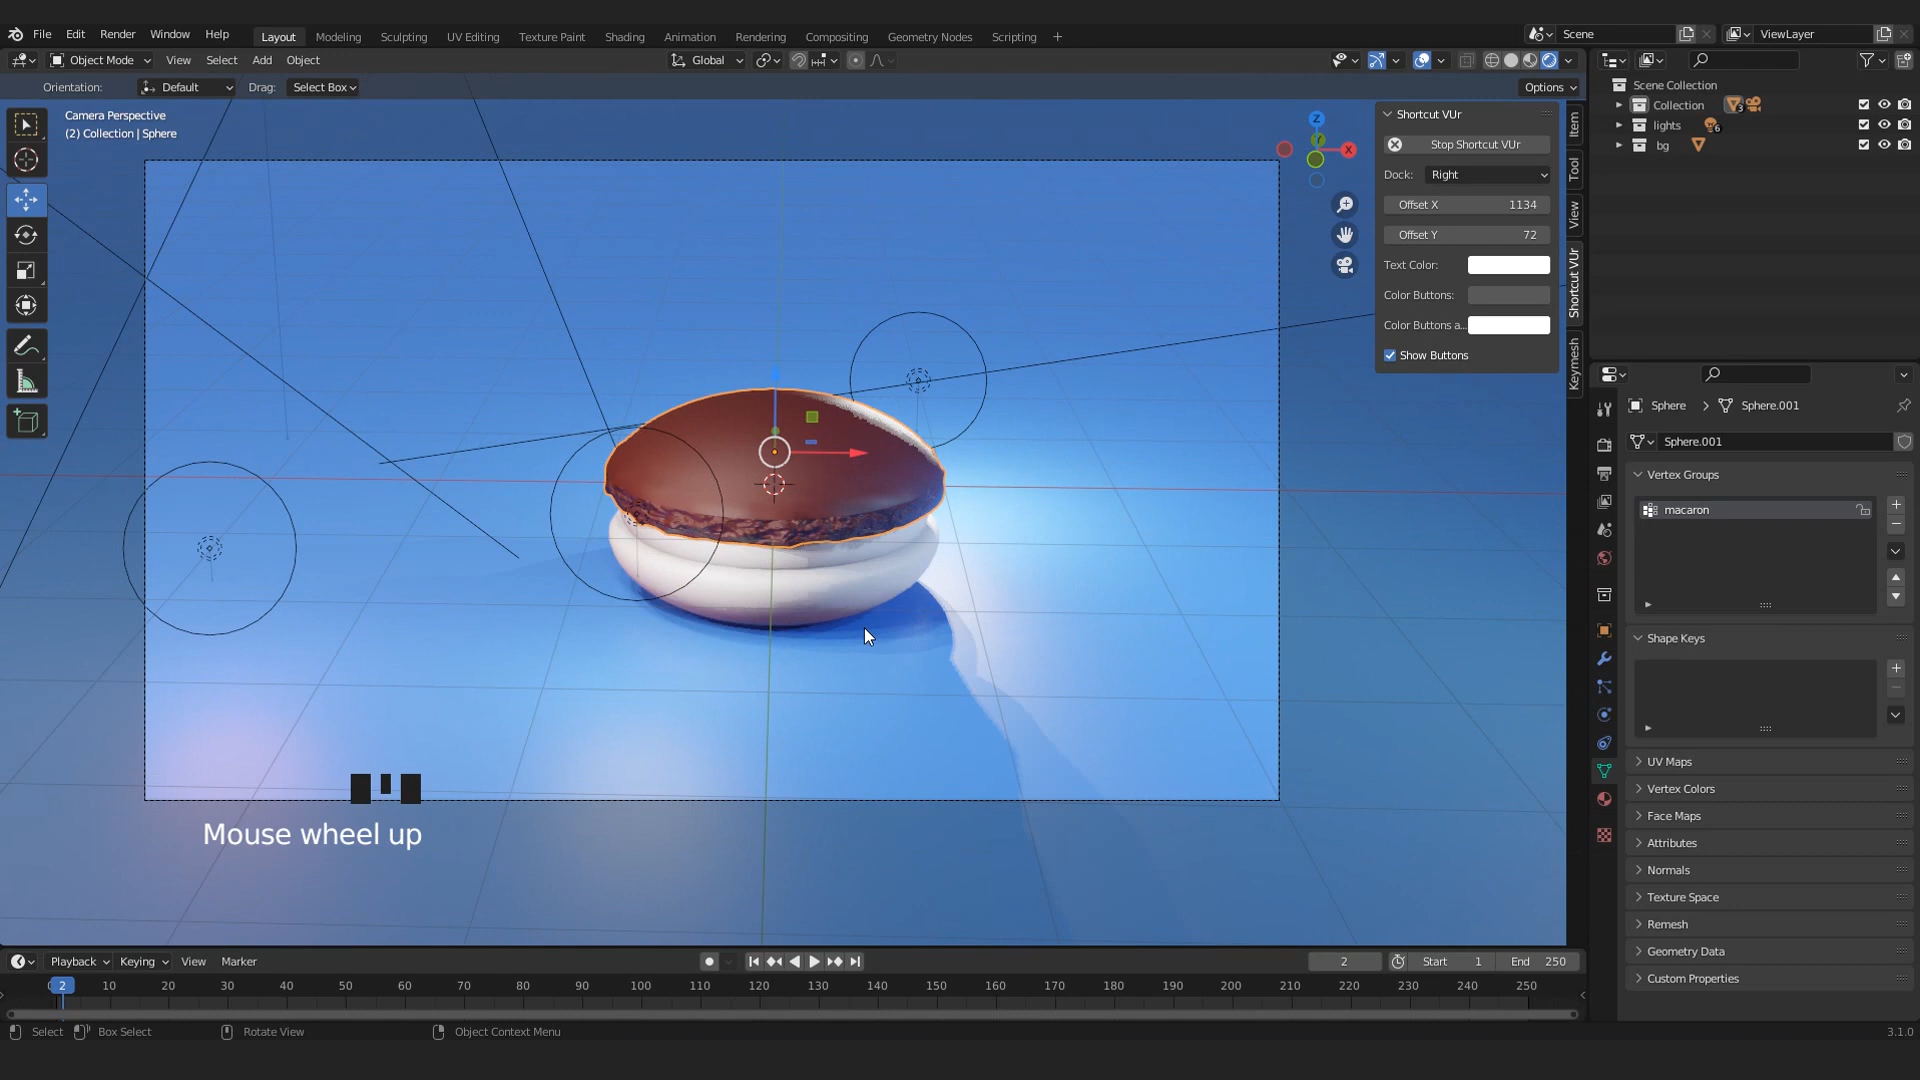 File Edit Render Window Help Layout Modeling Sculpting UV Editing Texture Paint Shading Animation Rendering Compositing Geometry Nodes Scripting Scene ViewLayer
Object Mode View Select Add Object Global
Orientation: Default Drag: Select Box Options
Camera Perspective
(2) Collection | Sphere
Z
Y
X
Shortcut VUr
Stop Shortcut VUr
Dock: Right
Offset X 1134
Offset Y 72
Text Color:
Color Buttons:
Color Buttons a...
Show Buttons
Item
Tool
View
Shortcut VUr
Keymesh
Scene Collection
Collection 3
lights 6
bg
Sphere Sphere.001
Sphere.001
Vertex Groups
macaron
Shape Keys
UV Maps
Vertex Colors
Face Maps
Attributes
Normals
Texture Space
Remesh
Geometry Data
Custom Properties
Mouse wheel up
Playback Keying View Marker 2 Start 1 End 250
2 10 20 30 40 50 60 70 80 90 100 110 120 130 140 150 160 170 180 190 200 210 220 230 240 250
Select Box Select Rotate View Object Context Menu 3.1.0